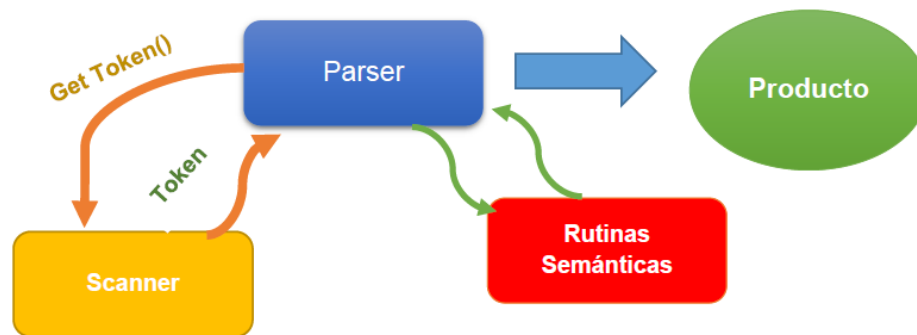 Get Token()
Parser
Producto
Token
Rutinas
Semánticas
Scanner